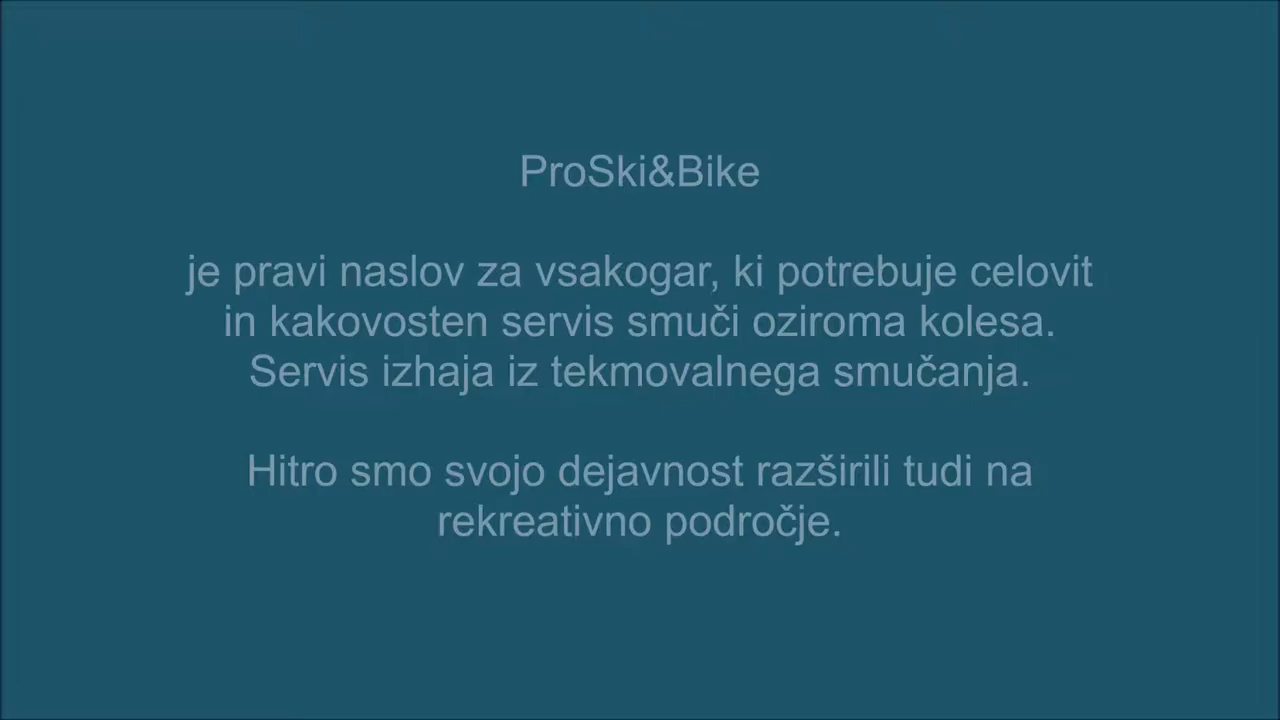 ProSki&Bike
je pravi naslov za vsakogar, ki potrebuje celovit
in kakovosten servis smuči oziroma kolesa.
Servis izhaja iz tekmovalnega smučanja.
Hitro smo svojo dejavnost razširili tudi na
rekreativno področje.